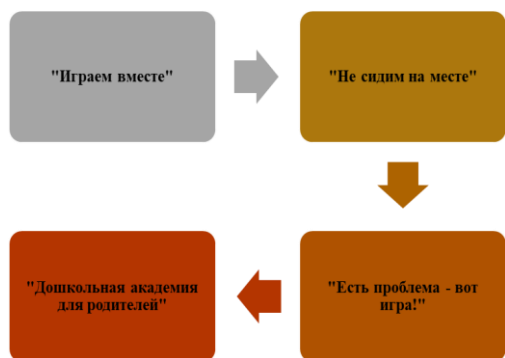 "Играем вместе"
"Не сидим на месте"
"Есть проблема - вот
игра!"
"Дошкольная академия
для родителей"